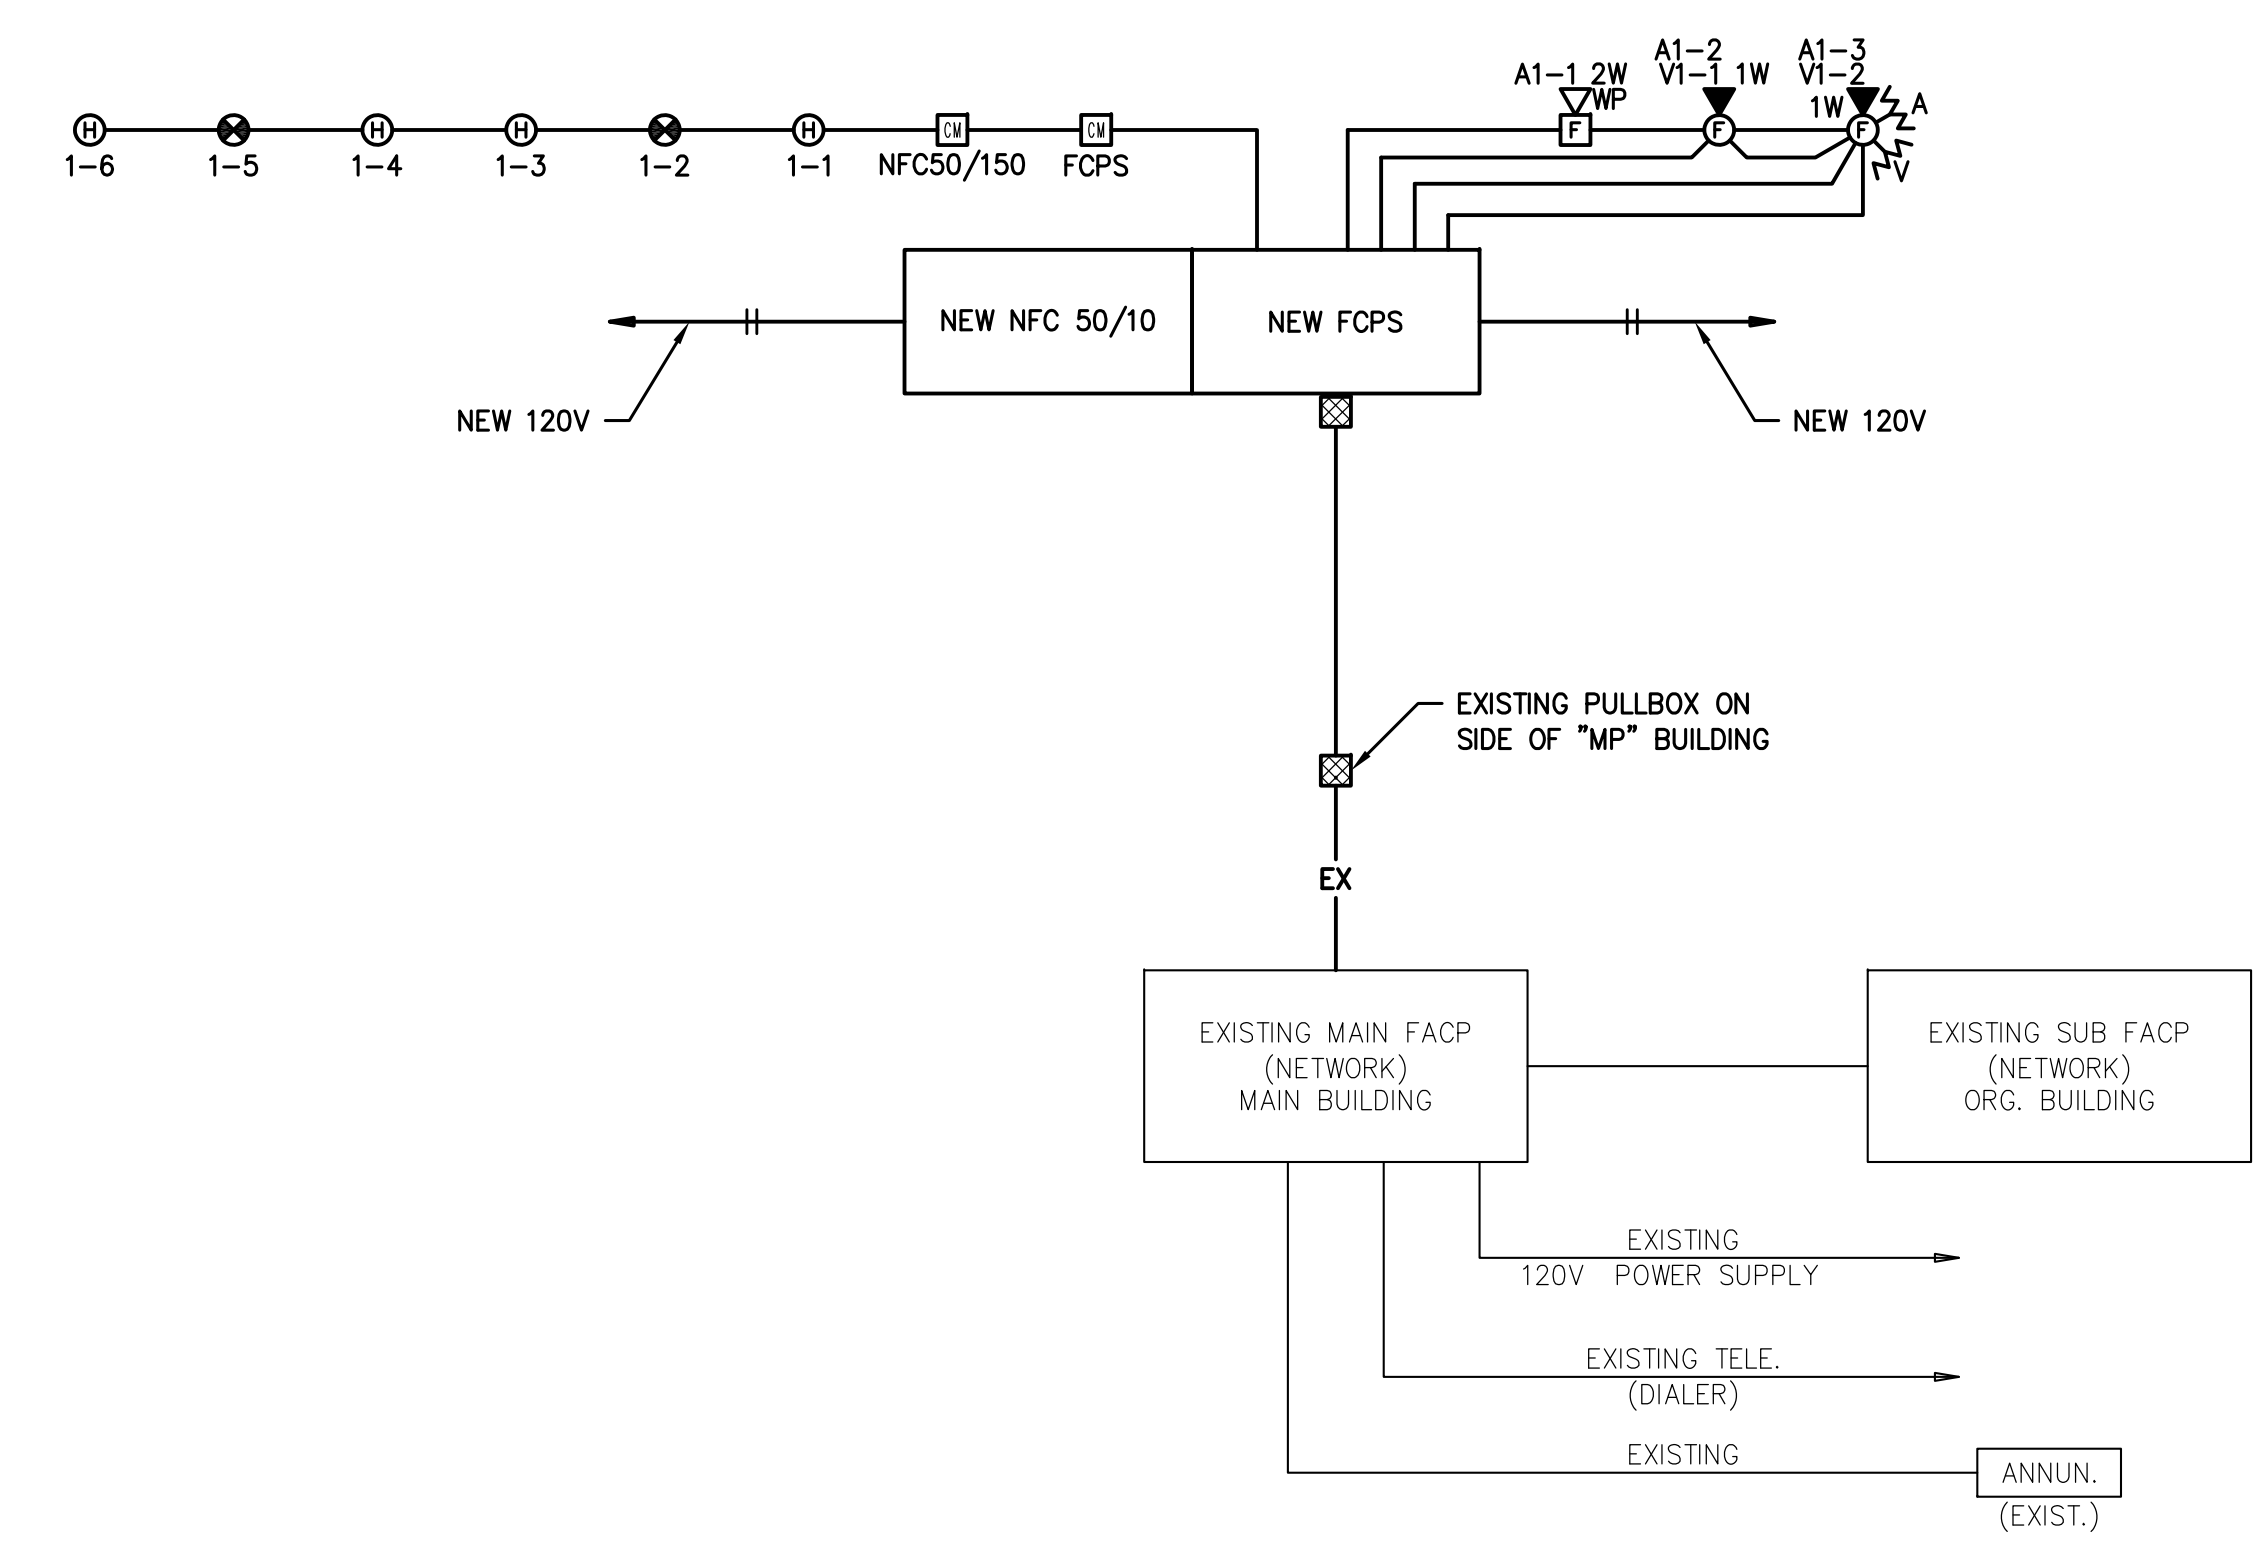 A1-2
A1-3
A1-1 2W
V1-1 1W
V1-2
WP
1W
A
H
H
H
H
CM
CM
F
F
F
1-6
1-5
1-4
1-3
1-2
1-1
NFC50/150
FCPS
V
NEW NFC 50/10
NEW FCPS
NEW 120V
NEW 120V
EXISTING PULLBOX ON
SIDE OF "MP" BUILDING
EX
EXISTING MAIN FACP
(NETWORK)
MAIN BUILDING
EXISTING SUB FACP
(NETWORK)
ORG. BUILDING
EXISTING
120V POWER SUPPLY
EXISTING TELE.
(DIALER)
EXISTING
ANNUN.
(EXIST.)